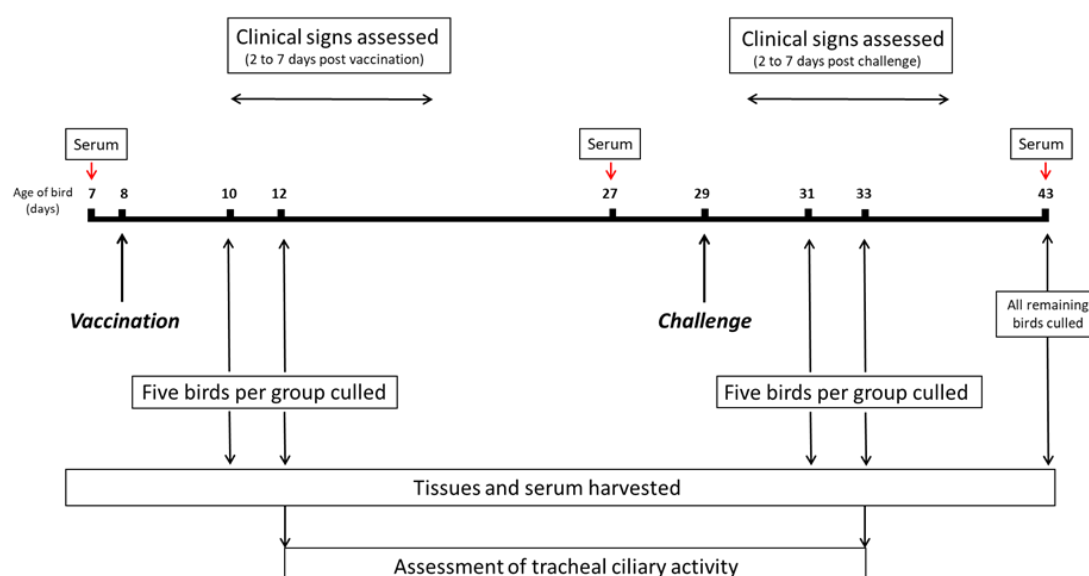 Clinical signs assessed
(2 to 7 days post vaccination)
Clinical signs assessed
(2 to 7 days post challenge)
Serum
Serum
Serum
Age of bird
(days)
7
8
10
12
27
29
31
33
43
Vaccination
Challenge
All remaining
birds culled
Five birds per group culled
Five birds per group culled
Tissues and serum harvested
Assessment of tracheal ciliary activity